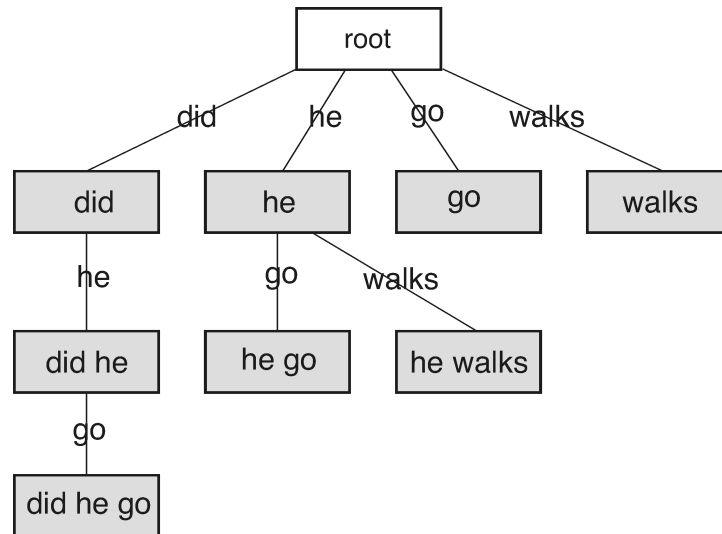 root
did he go walks
did he go walks
he go walks
did he he go he walks
go
did he go